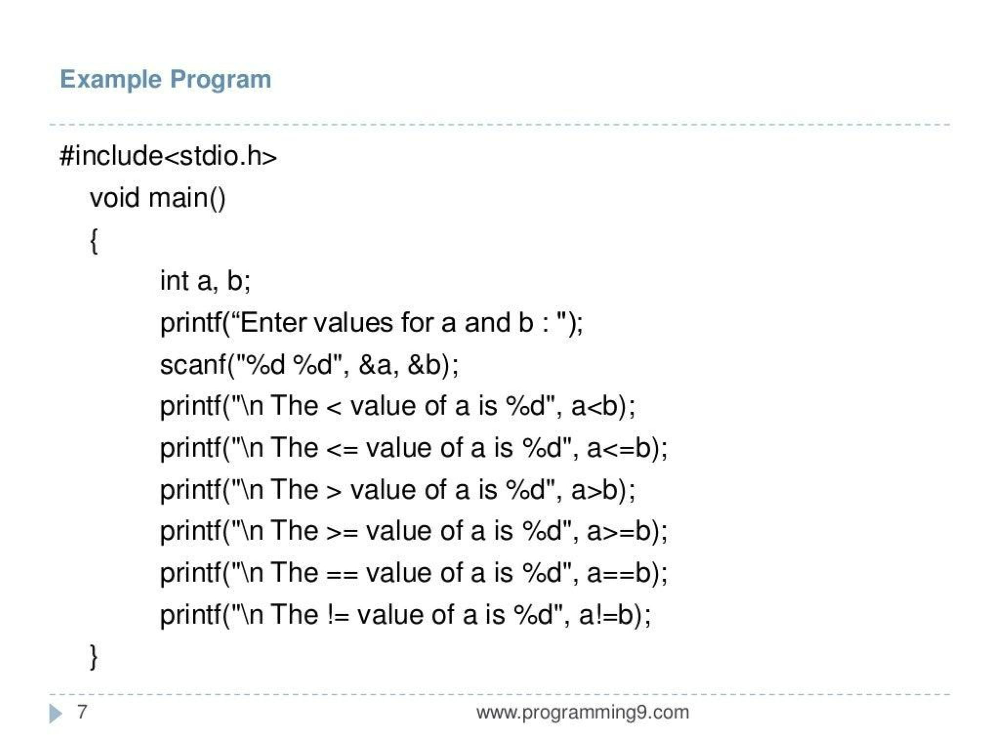 Example Program
#include<stdio.h>
void main()
{
int a, b;
printf(“Enter values for a and b : ");
scanf("%d %d", &a, &b);
printf("\n The < value of a is %d", a<b);
printf("\n The <= value of a is %d", a<=b);
printf("\n The > value of a is %d", a>b);
printf("\n The >= value of a is %d", a>=b);
printf("\n The == value of a is %d", a==b);
printf("\n The != value of a is %d", a!=b);
}
7
www.programming9.com